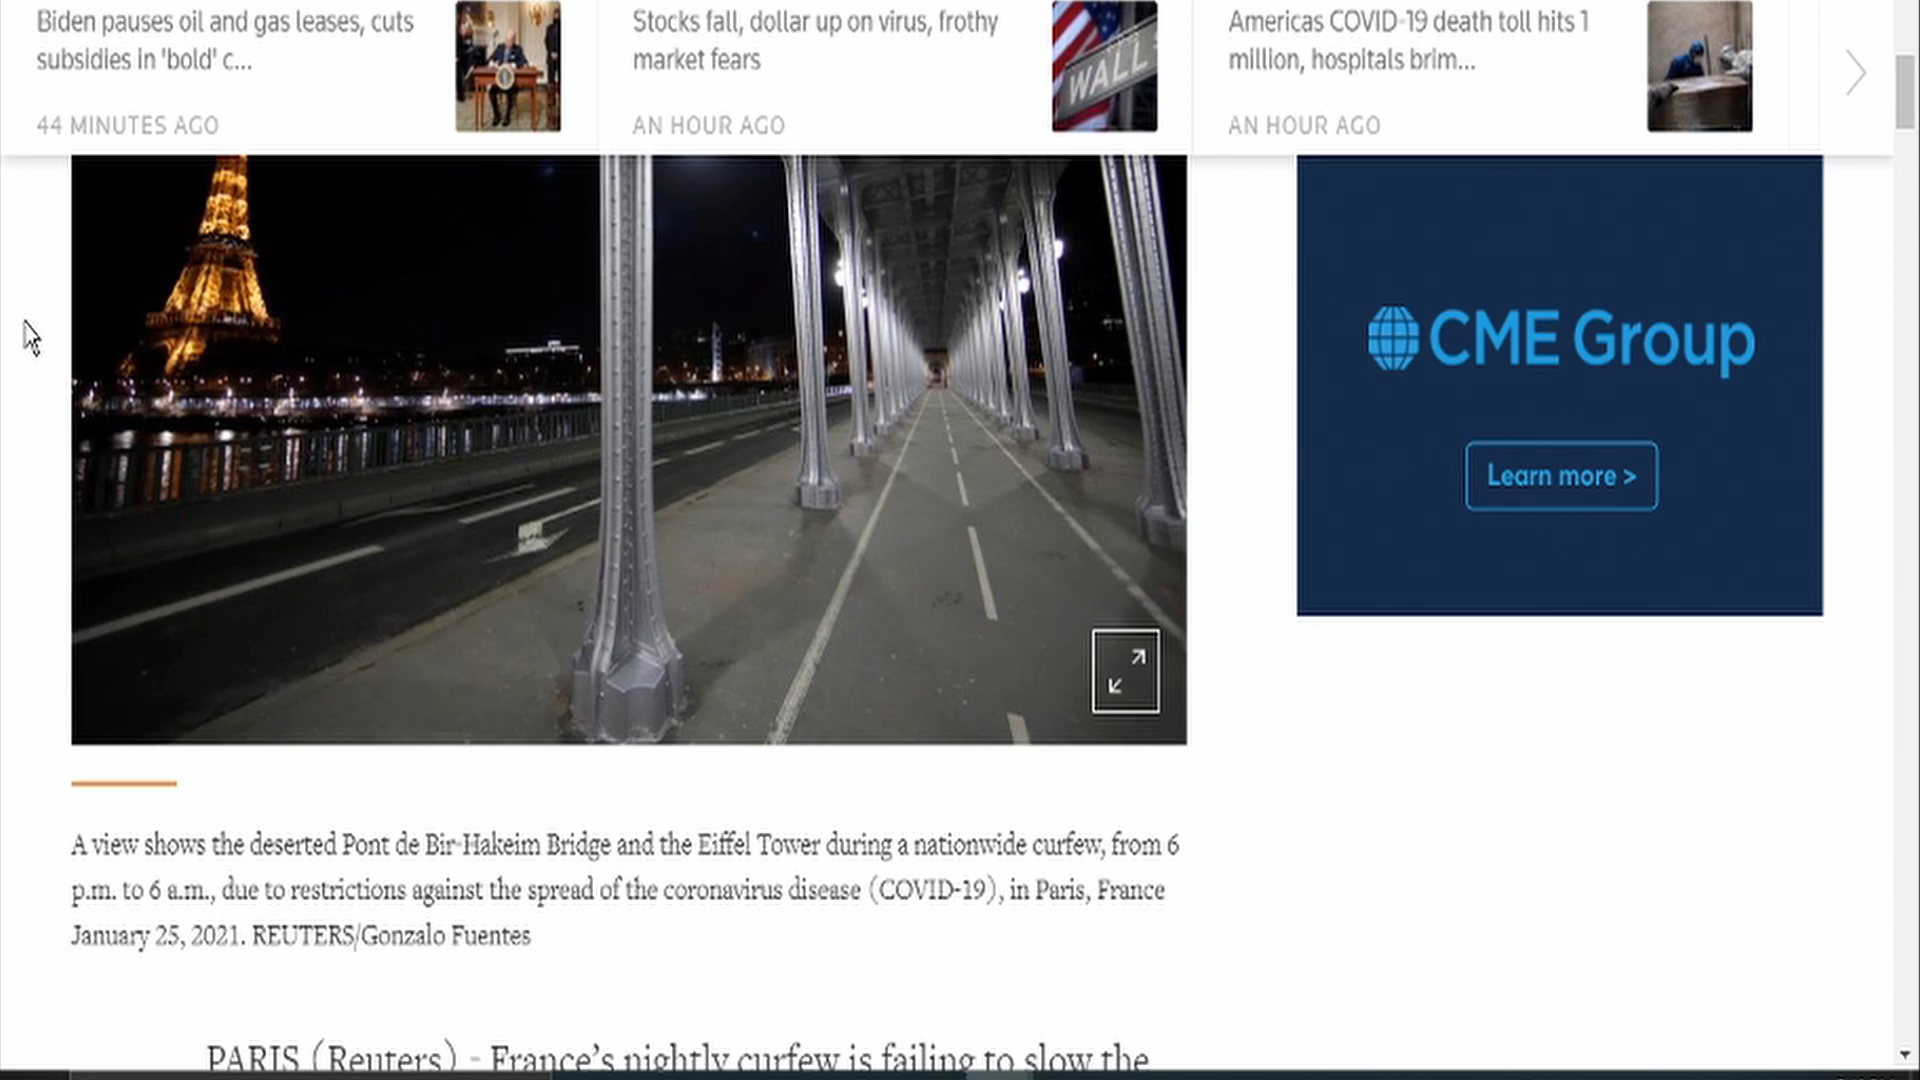 Biden pauses oil and gas leases, cuts
subsidies in 'bold' c...
44 MINUTES AGO
Stocks fall, dollar up on virus, frothy
market fears
AN HOUR AGO
WALL
Americas COVID-19 death toll hits 1
million, hospitals brim...
AN HOUR AGO
CME Group
Learn more >
A view shows the deserted Pont de Bir-Hakeim Bridge and the Eiffel Tower during a nationwide curfew, from 6
p.m. to 6 a.m., due to restrictions against the spread of the coronavirus disease (COVID-19), in Paris, France
January 25, 2021. REUTERS/Gonzalo Fuentes
PARIS (Reuters) - France’s nightly curfew is failing to slow the